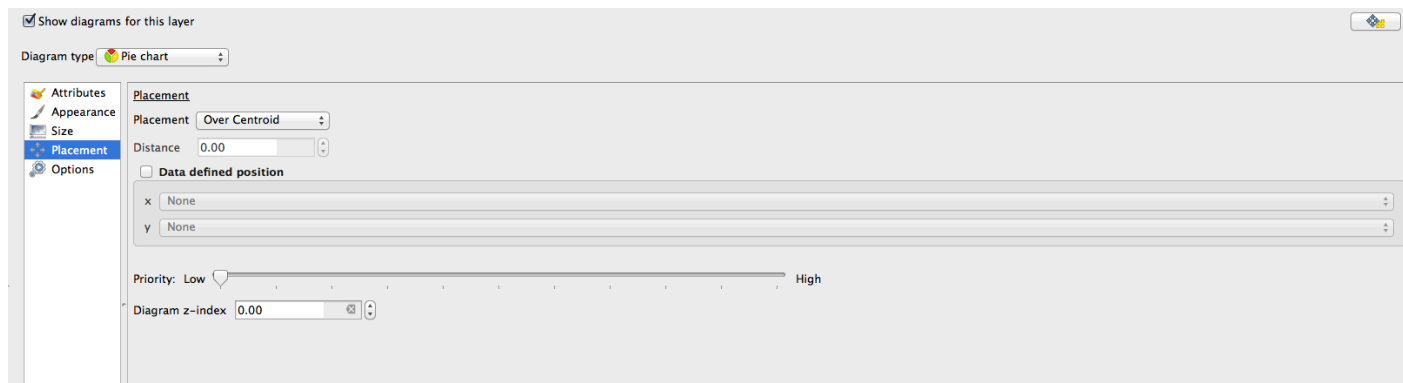 Show diagrams for this layer
Diagram type Pie chart
Attributes
Appearance
Size
Placement
Options
Placement
Placement Over Centroid
Distance 0.00
Data defined position
x None
y None
Priority: Low High
Diagram z-index 0.00